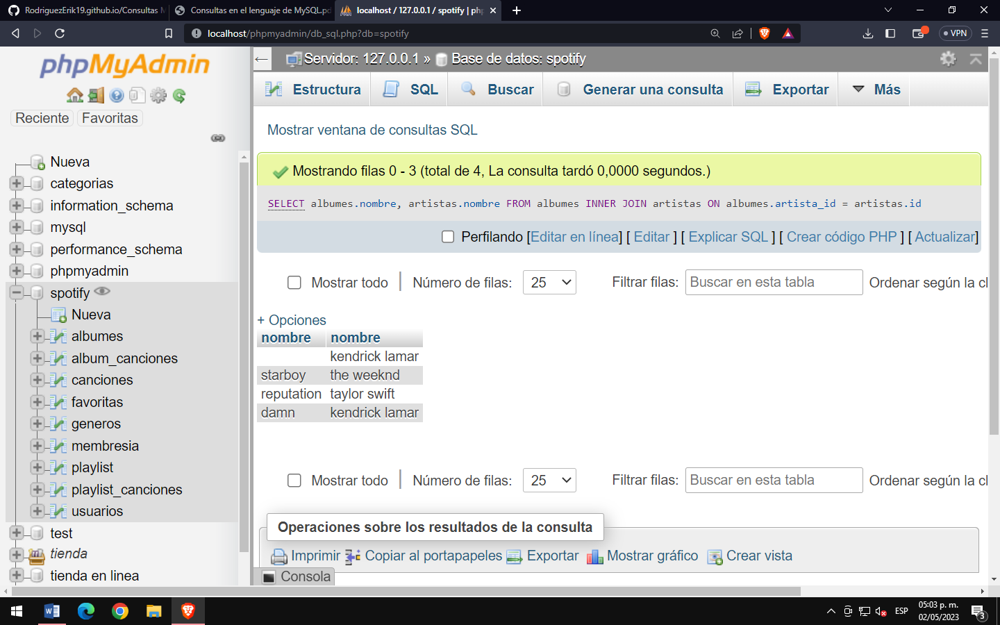 RodriguezErik19.github.io/Consultas M
Consultas en el lenguaje de MySQL.pd
localhost / 127.0.0.1 / spotify | php
localhost/phpmyadmin/db_sql.php?db=spotify
VPN
phpMyAdmin
Reciente
Favoritas
Nueva
categorias
information_schema
mysql
performance_schema
phpmyadmin
spotify
Nueva
albumes
album_canciones
canciones
favoritas
generos
membresia
playlist
playlist_canciones
usuarios
test
tienda
tienda en linea
Servidor: 127.0.0.1 » Base de datos: spotify
Estructura
SQL
Buscar
Generar una consulta
Exportar
Más
Mostrar ventana de consultas SQL
Mostrando filas 0 - 3 (total de 4, La consulta tardó 0,0000 segundos.)
SELECT albumes.nombre, artistas.nombre FROM albumes INNER JOIN artistas ON albumes.artista_id = artistas.id
Perfilando [Editar en línea] [ Editar ] [ Explicar SQL ] [ Crear código PHP ] [ Actualizar]
Mostrar todo | Número de filas: 25 Filtrar filas: Buscar en esta tabla Ordenar según la cl
+ Opciones
nombre nombre
kendrick lamar
starboy the weeknd
reputation taylor swift
damn kendrick lamar
Mostrar todo | Número de filas: 25 Filtrar filas: Buscar en esta tabla Ordenar según la cl
Operaciones sobre los resultados de la consulta
Imprimir Copiar al portapapeles Exportar Mostrar gráfico Crear vista
Consola
ESP
05:03 p. m.
02/05/2023
3